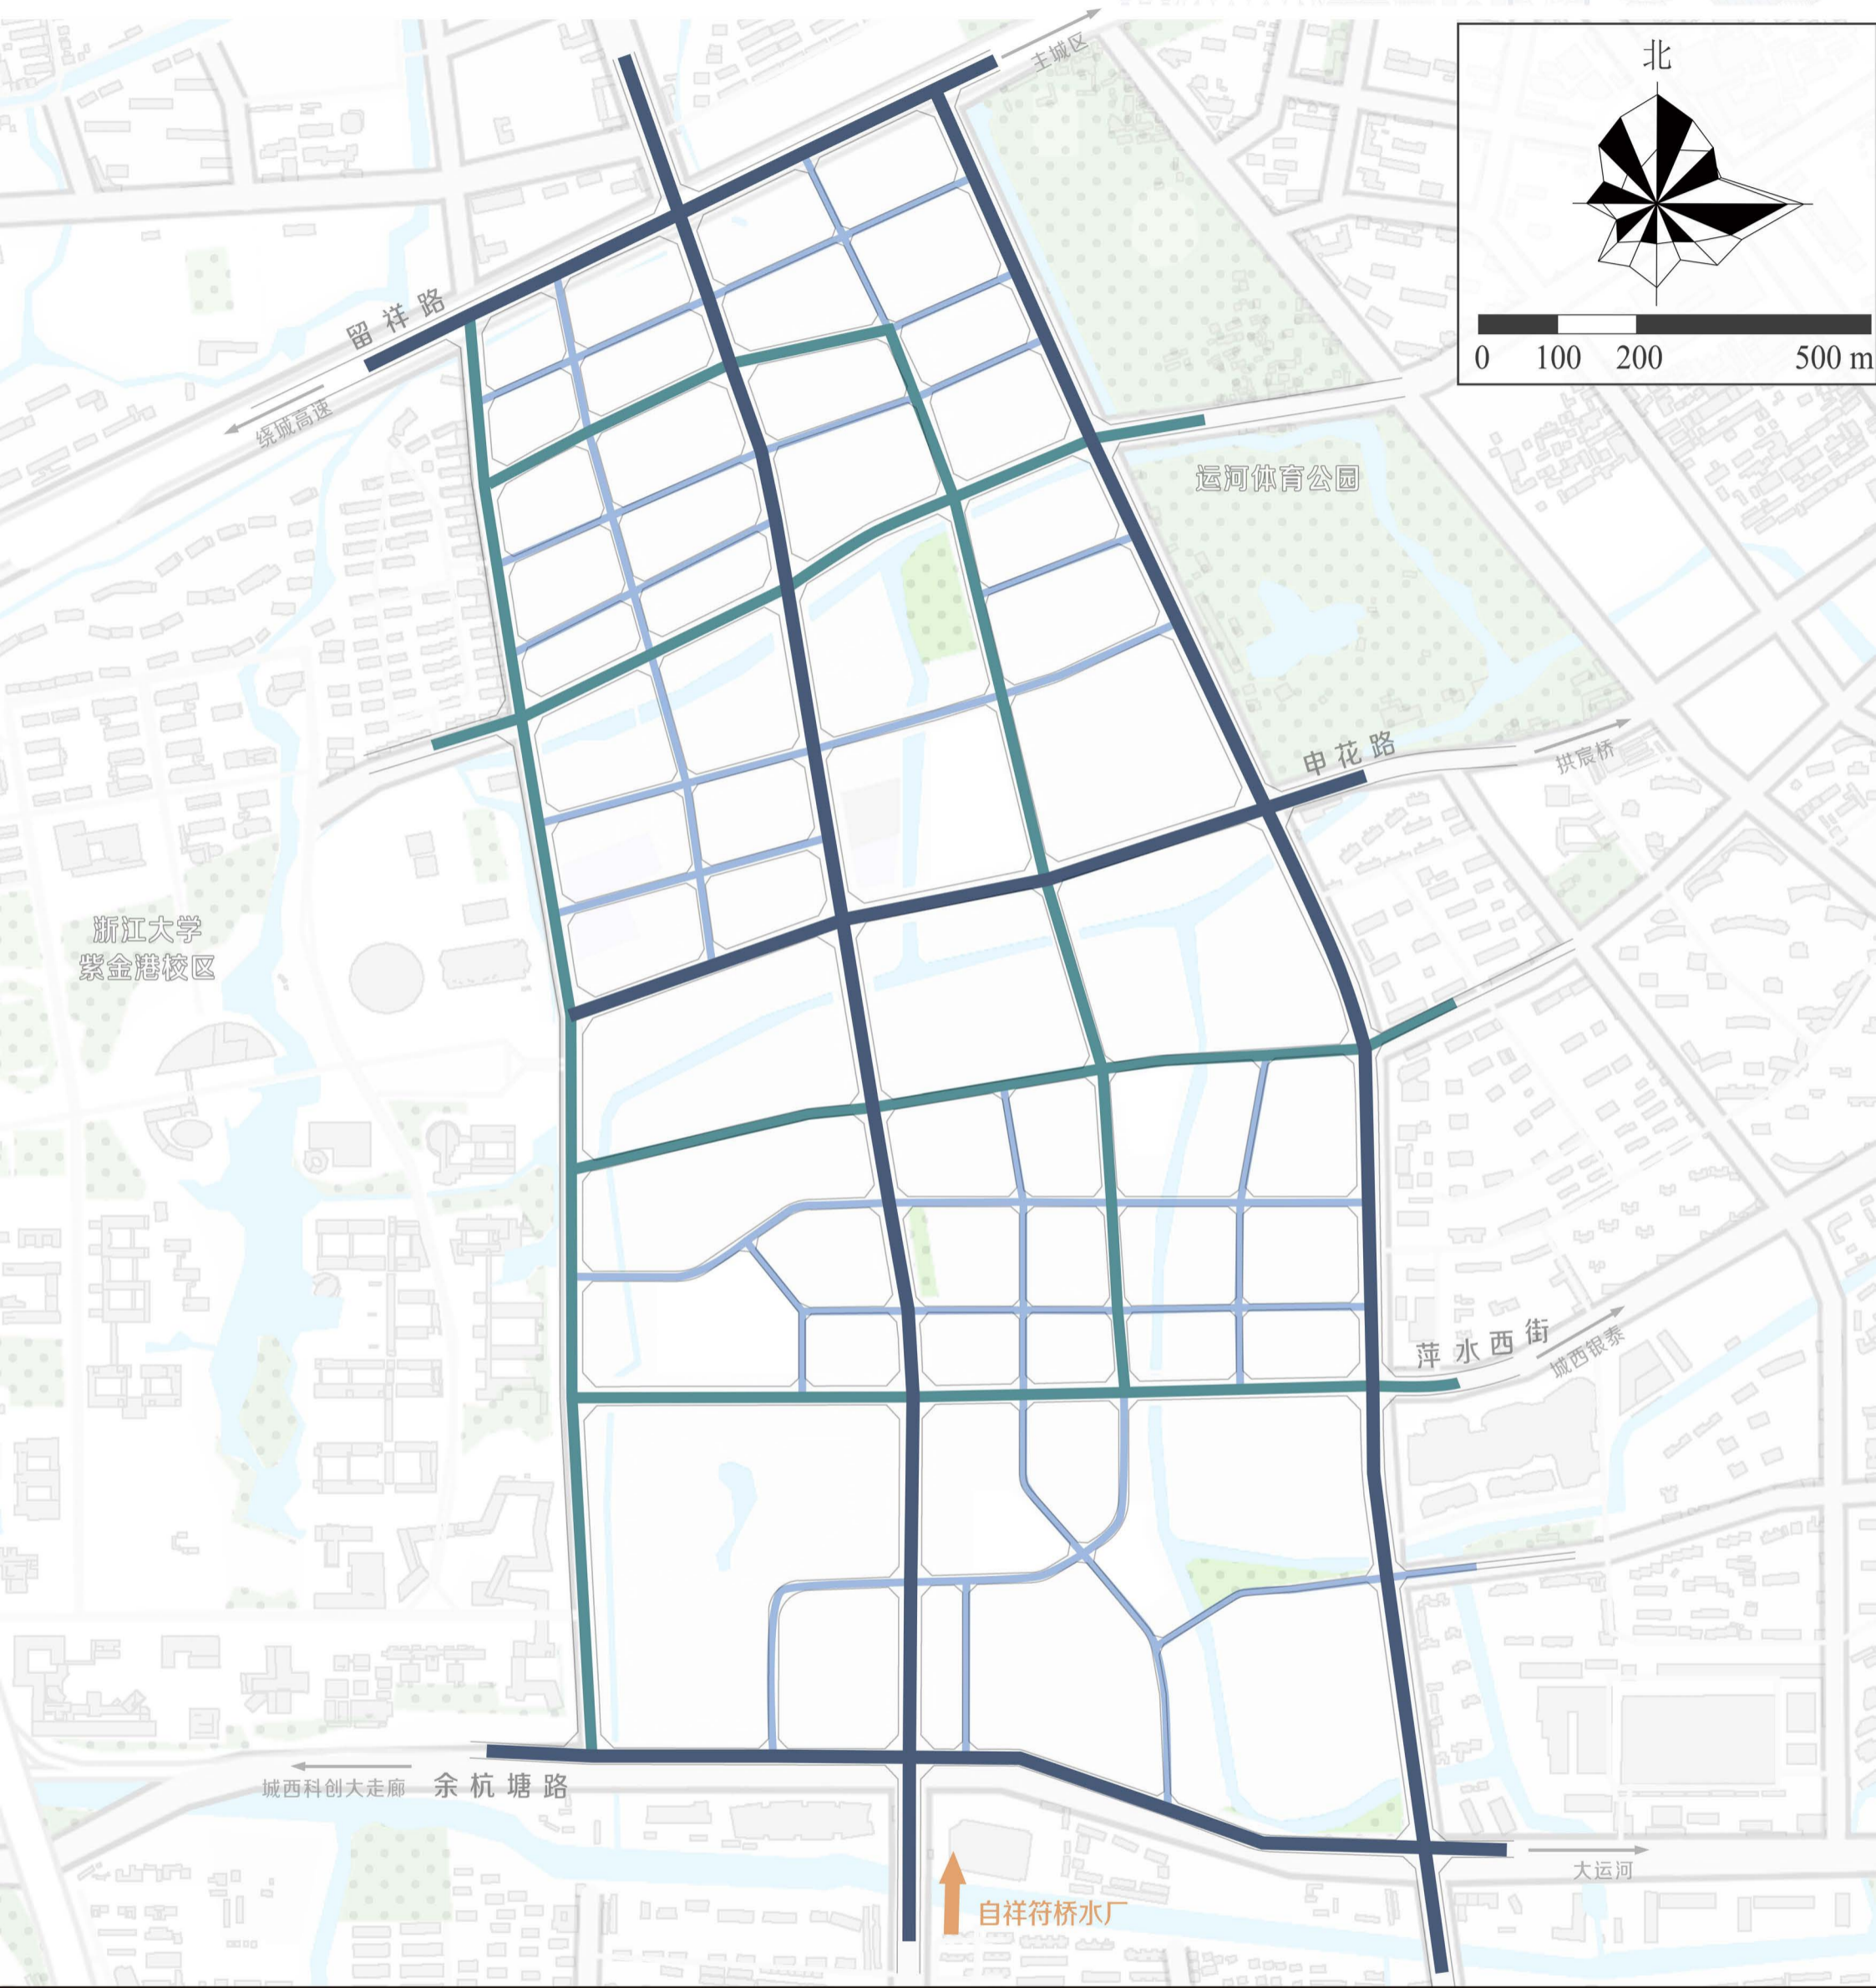 主城区
北
0 100 200 500 m
留祥路
绕城高速
运河体育公园
申花路
拱宸桥
浙江大学
紫金港校区
萍水西街
城西银泰
城西科创大走廊
余杭塘路
大运河
自祥符桥水厂